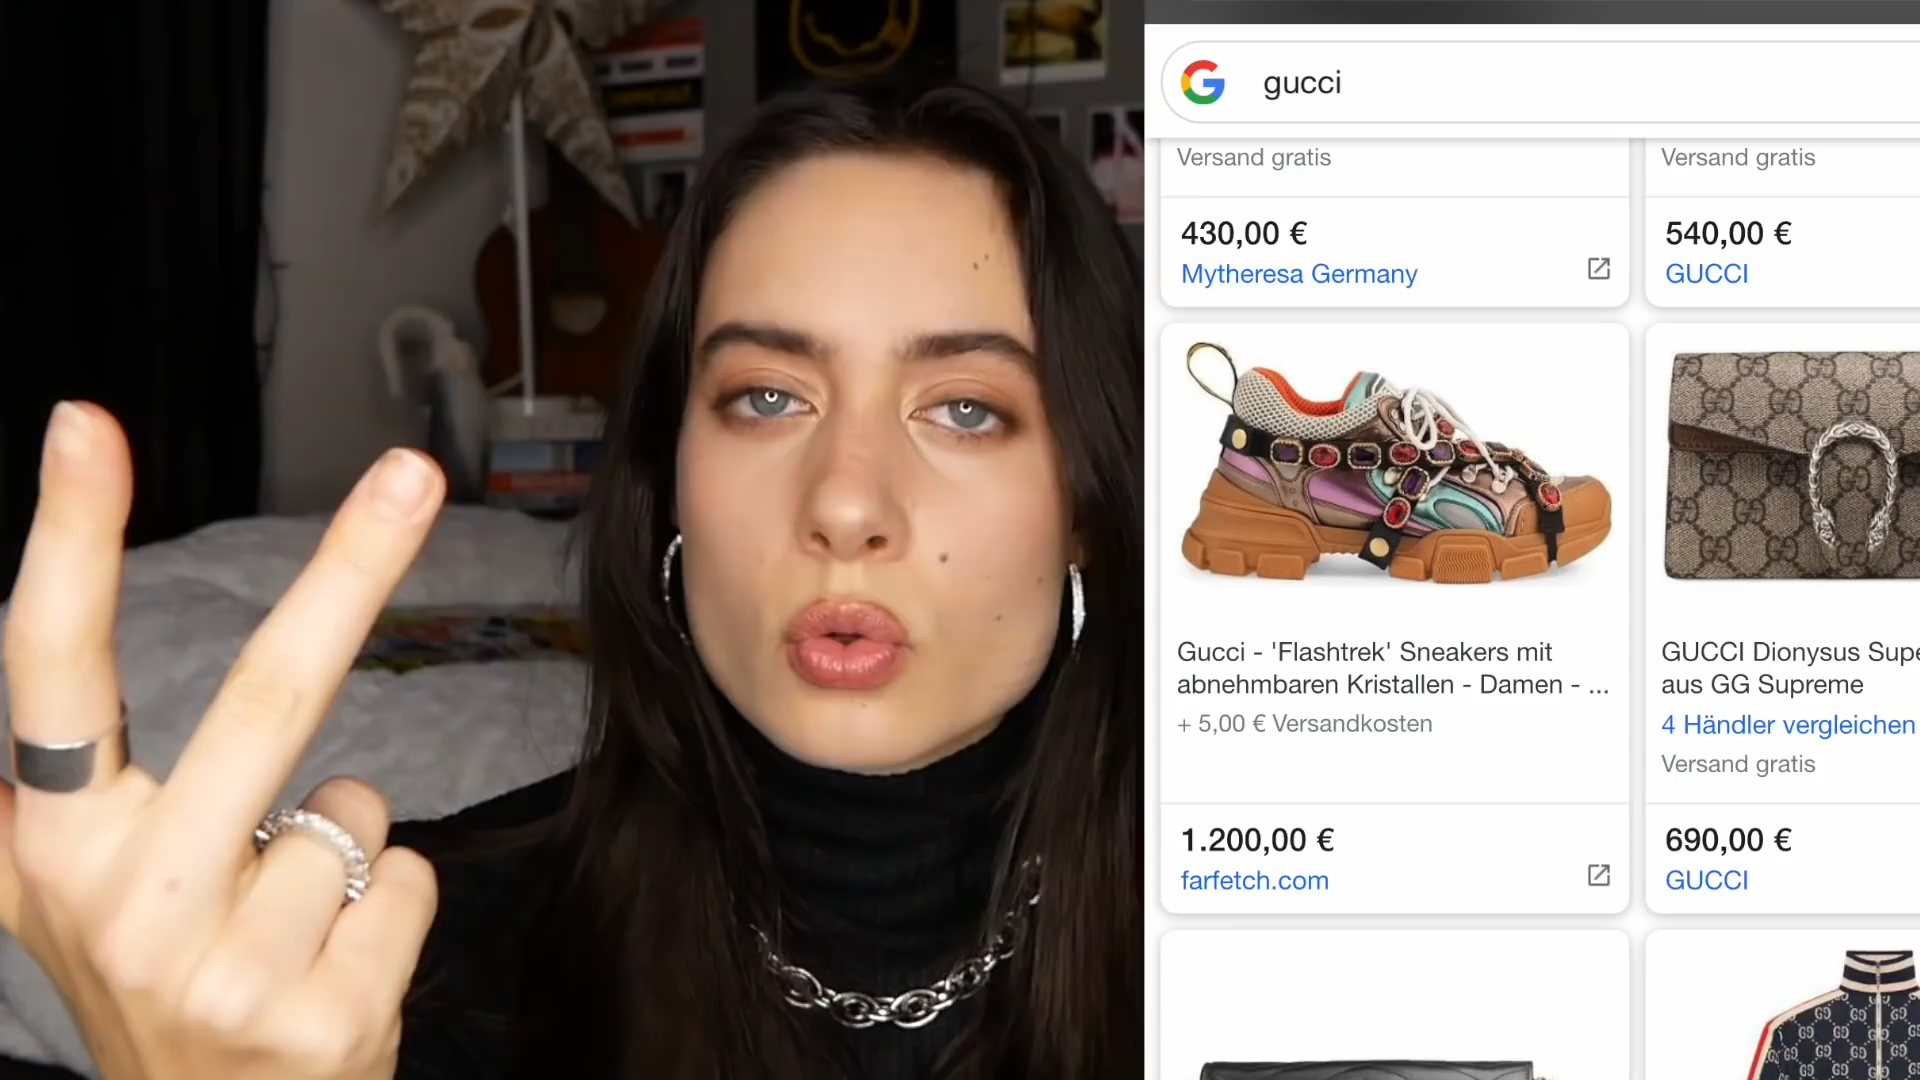 gucci
Versand gratis
Versand gratis
430,00 €
Mytheresa Germany
540,00 €
GUCCI
Gucci - 'Flashtrek' Sneakers mit
abnehmbaren Kristallen - Damen - ...
+ 5,00 € Versandkosten
1.200,00 €
farfetch.com
GUCCI Dionysus Supe
aus GG Supreme
4 Händler vergleichen
Versand gratis
690,00 €
GUCCI